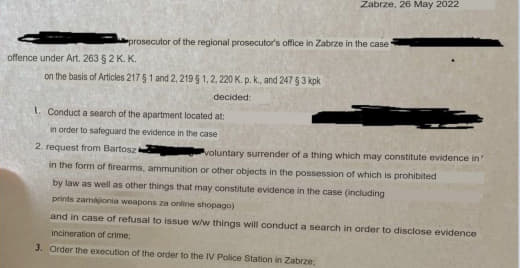 Zabrze, 26 May 2022
prosecutor of the regional prosecutor's office in Zabrze in the case
offence under Art. 263 § 2 K. K.
on the basis of Articles 217 § 1 and 2, 219 § 1, 2, 220 K. p. k., and 247 § 3 kpk
decided:
1. Conduct a search of the apartment located at:
in order to safeguard the evidence in the case
2. request from Bartosz voluntary surrender of a thing which may constitute evidence in
in the form of firearms, ammunition or other objects in the possession of which is prohibited
by law as well as other things that may constitute evidence in the case (including
prints zamajionia weapons za online shopago)
and in case of refusal to issue w/w things will conduct a search in order to disclose evidence
incineration of crime;
3. Order the execution of the order to the IV Police Station in Zabrze;